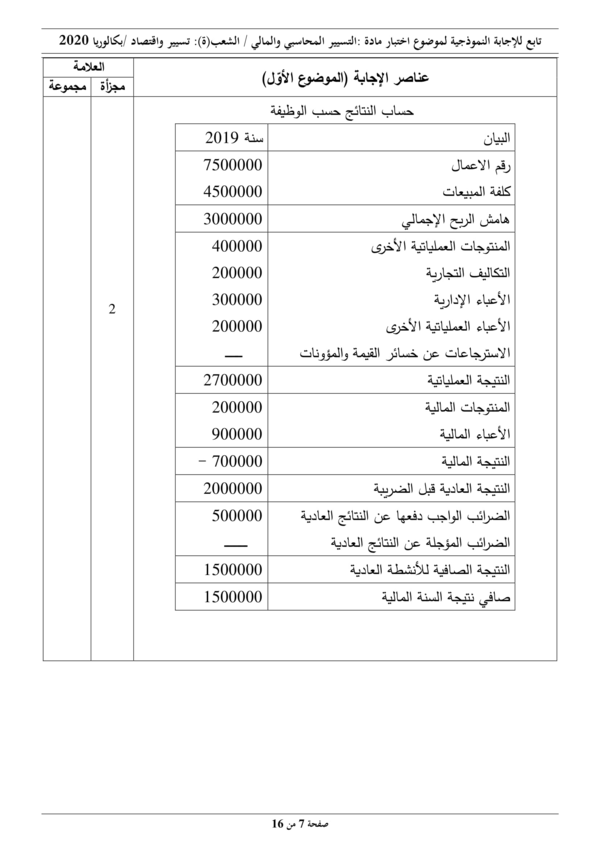 تابع للإجابة النموذجية لموضوع اختبار مادة :التسيير المحاسبي والمالي / الشعب(ة): تسيير واقتصاد /بكالوريا 2020
عناصر الإجابة (الموضوع الأوّل)
العلامة
مجزأة مجموعة
حساب النتائج حسب الوظيفة
البيان سنة 2019
رقم الاعمال 7500000
كلفة المبيعات 4500000
هامش الربح الإجمالي 3000000
المنتوجات العملياتية الأخرى 400000
التكاليف التجارية 200000
الأعباء الإدارية 300000
2
الأعباء العملياتية الأخرى 200000
الاسترجاعات عن خسائر القيمة والمؤونات —
النتيجة العملياتية 2700000
المنتوجات المالية 200000
الأعباء المالية 900000
النتيجة المالية 700000 −
النتيجة العادية قبل الضريبة 2000000
الضرائب الواجب دفعها عن النتائج العادية 500000
الضرائب المؤجلة عن النتائج العادية —
النتيجة الصافية للأنشطة العادية 1500000
صافي نتيجة السنة المالية 1500000
صفحة 7 من 16